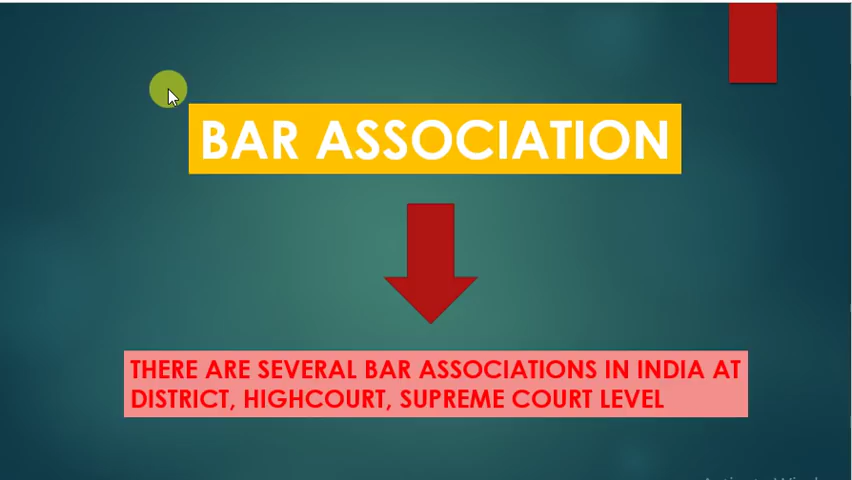 BAR ASSOCIATION
THERE ARE SEVERAL BAR ASSOCIATIONS IN INDIA AT
DISTRICT, HIGHCOURT, SUPREME COURT LEVEL